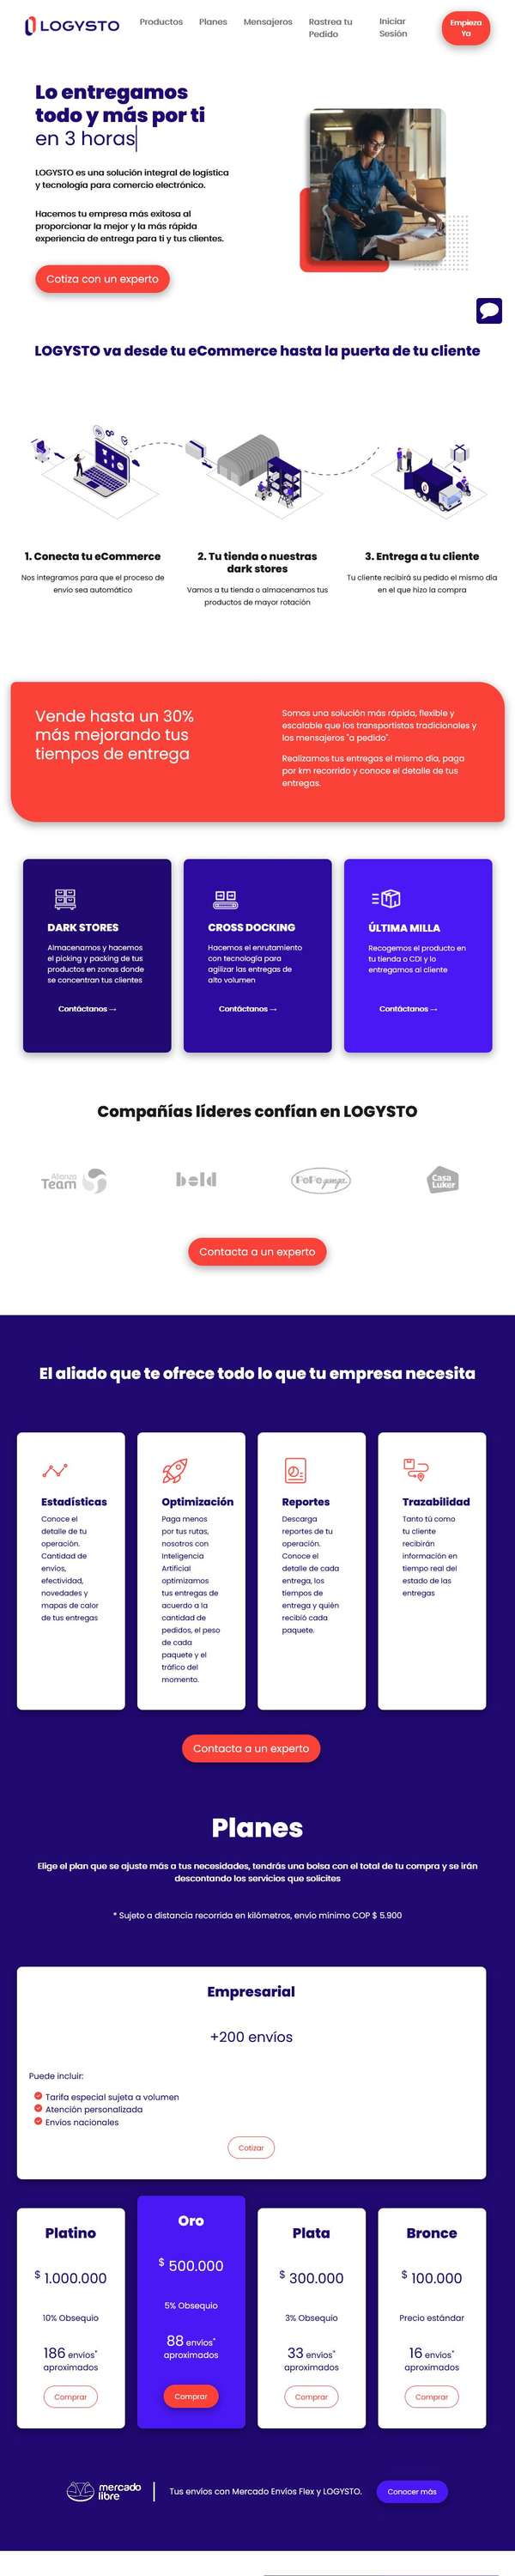 LOGYSTO
Productos
Planes
Mensajeros
Rastrea tu
Pedido
Iniciar
Sesión
Empieza
Ya
Lo entregamos
todo y más por ti
en 3 horas
LOGYSTO es una solución integral de logística
y tecnología para comercio electrónico.
Hacemos tu empresa más exitosa al
proporcionar la mejor y la más rápida
experiencia de entrega para ti y tus clientes.
Cotiza con un experto
LOGYSTO va desde tu eCommerce hasta la puerta de tu cliente
1. Conecta tu eCommerce
Nos integramos para que el proceso de
envío sea automático
2. Tu tienda o nuestras
dark stores
Vamos a tu tienda o almacenamos tus
productos de mayor rotación
3. Entrega a tu cliente
Tu cliente recibirá su pedido el mismo día
en el que hizo la compra
Vende hasta un 30%
más mejorando tus
tiempos de entrega
Somos una solución más rápida, flexible y
escalable que los transportistas tradicionales y
los mensajeros "a pedido".
Realizamos tus entregas el mismo día, paga
por km recorrido y conoce el detalle de tus
entregas.
DARK STORES
Almacenamos y hacemos
el picking y packing de tus
productos en zonas donde
se concentran tus clientes
Contáctanos →
CROSS DOCKING
Hacemos el enrutamiento
con tecnología para
agilizar las entregas de
alto volumen
Contáctanos →
ÚLTIMA MILLA
Recogemos el producto en
tu tienda o CDI y lo
entregamos al cliente
Contáctanos →
Compañías líderes confían en LOGYSTO
Alianza
Team
bold
PePe ganga
Casa
Luker
Contacta a un experto
El aliado que te ofrece todo lo que tu empresa necesita
Estadísticas
Conoce el
detalle de tu
operación.
Cantidad de
envíos,
efectividad,
novedades y
mapas de calor
de tus entregas
Optimización
Paga menos
por tus rutas,
nosotros con
Inteligencia
Artificial
optimizamos
tus entregas de
acuerdo a la
cantidad de
pedidos, el peso
de cada
paquete y el
tráfico del
momento.
Reportes
Descarga
reportes de tu
operación.
Conoce el
detalle de cada
entrega, los
tiempos de
entrega y quién
recibió cada
paquete.
Trazabilidad
Tanto tú como
tu cliente
recibirán
información en
tiempo real del
estado de las
entregas
Contacta a un experto
Planes
Elige el plan que se ajuste más a tus necesidades, tendrás una bolsa con el total de tu compra y se irán
descontando los servicios que solicites
* Sujeto a distancia recorrida en kilómetros, envío mínimo COP $ 5.900
Empresarial
+200 envíos
Puede incluir:
Tarifa especial sujeta a volumen
Atención personalizada
Envíos nacionales
Cotizar
Platino
$ 1.000.000
10% Obsequio
186 envíos*
aproximados
Comprar
Oro
$ 500.000
5% Obsequio
88 envíos*
aproximados
Comprar
Plata
$ 300.000
3% Obsequio
33 envíos*
aproximados
Comprar
Bronce
$ 100.000
Precio estándar
16 envíos*
aproximados
Comprar
mercado
libre
Tus envíos con Mercado Envíos Flex y LOGYSTO.
Conocer más